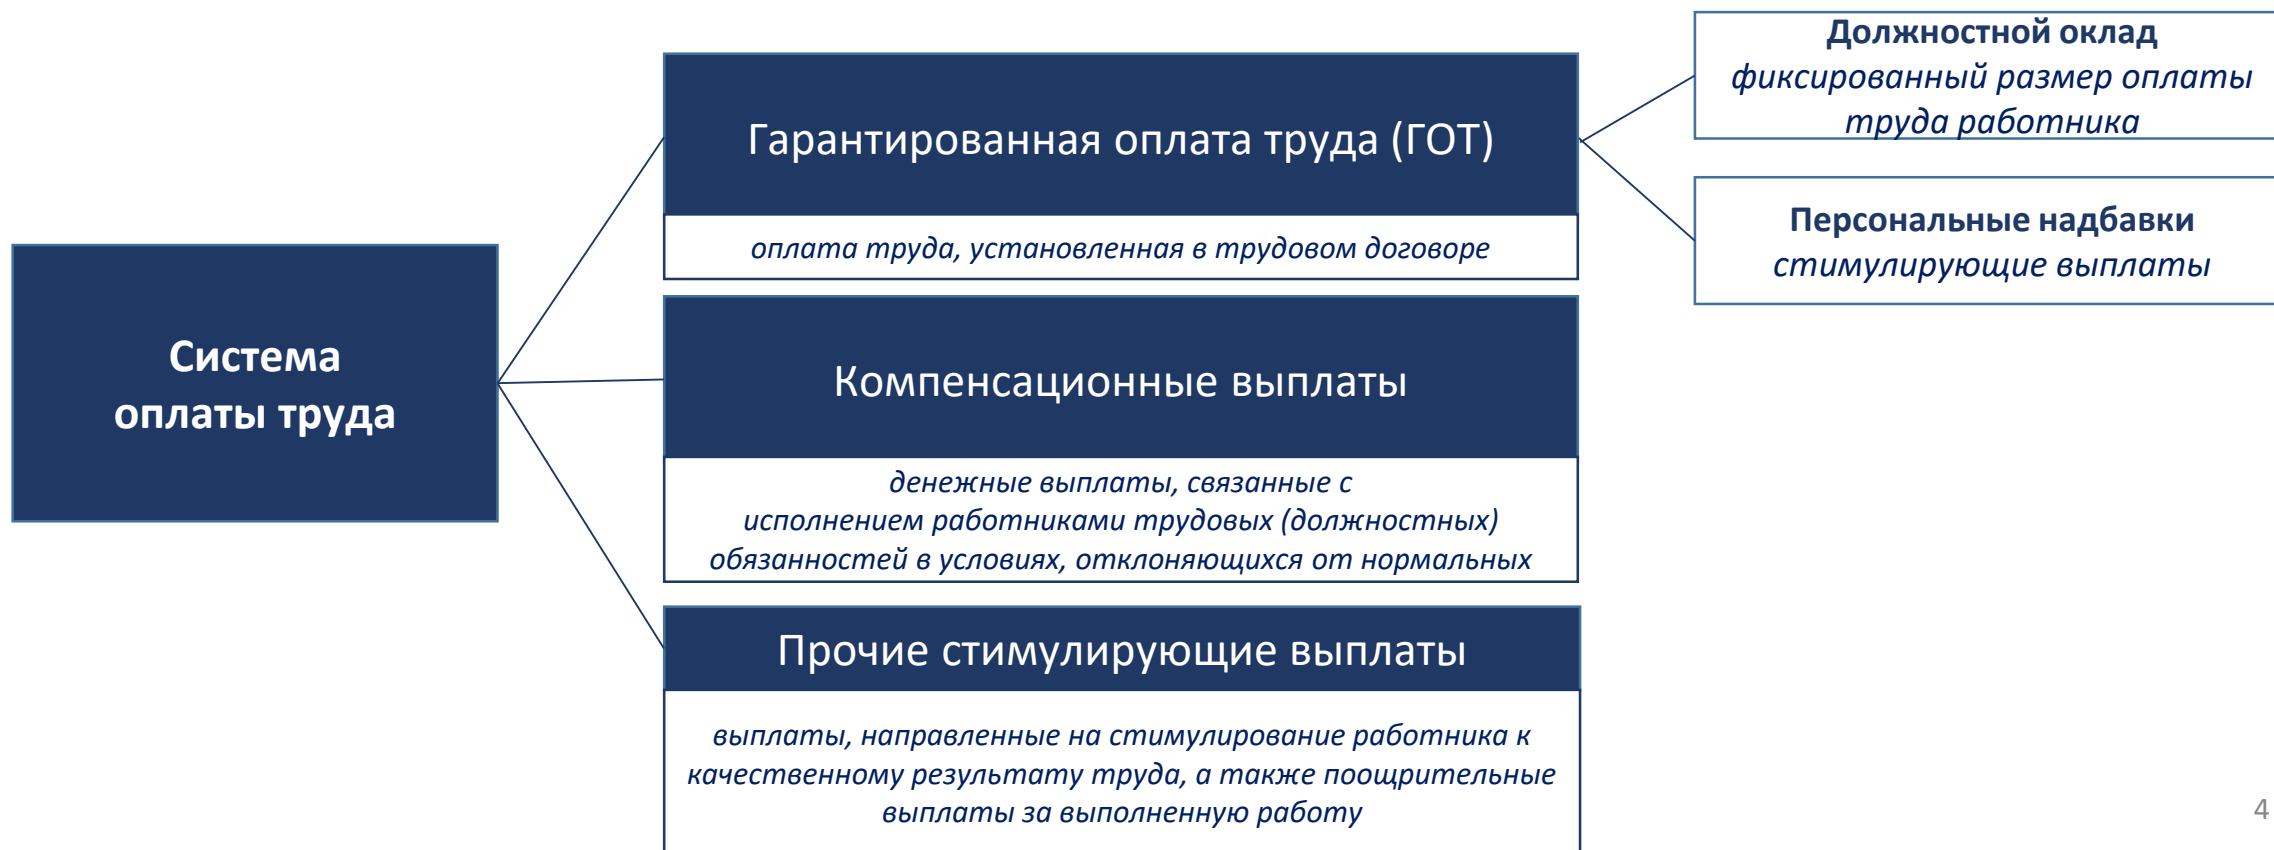 Система
оплаты труда
Гарантированная оплата труда (ГОТ)
оплата труда, установленная в трудовом договоре
Компенсационные выплаты
денежные выплаты, связанные с
исполнением работниками трудовых (должностных)
обязанностей в условиях, отклоняющихся от нормальных
Прочие стимулирующие выплаты
выплаты, направленные на стимулирование работника к
качественному результату труда, а также поощрительные
выплаты за выполненную работу
Должностной оклад
фиксированный размер оплаты
труда работника
Персональные надбавки
стимулирующие выплаты
4